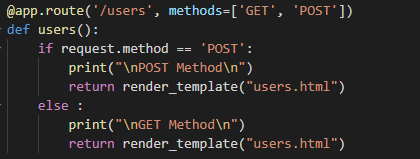 @app.route('/users', methods=['GET', 'POST'])
def users():
    if request.method == 'POST':
        print("\nPOST Method\n")
        return render_template("users.html")
    else :
        print("\nGET Method\n")
        return render_template("users.html")